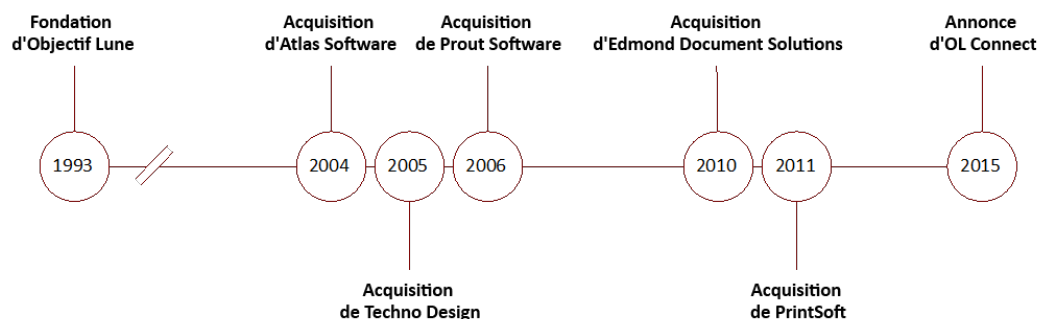 Fondation
d'Objectif Lune
Acquisition
d'Atlas Software
Acquisition
de Prout Software
Acquisition
d'Edmond Document Solutions
Annonce
d'OL Connect
1993
2004
2005
2006
2010
2011
2015
Acquisition
de Techno Design
Acquisition
de PrintSoft